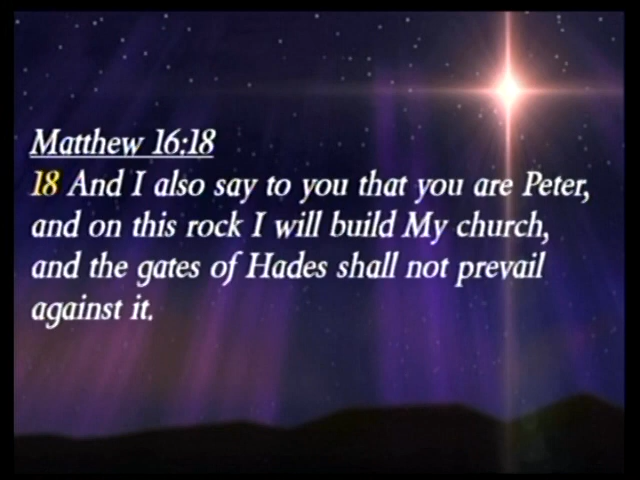 Matthew 16:18
18 And I also say to you that you are Peter,
and on this rock I will build My church,
and the gates of Hades shall not prevail
against it.